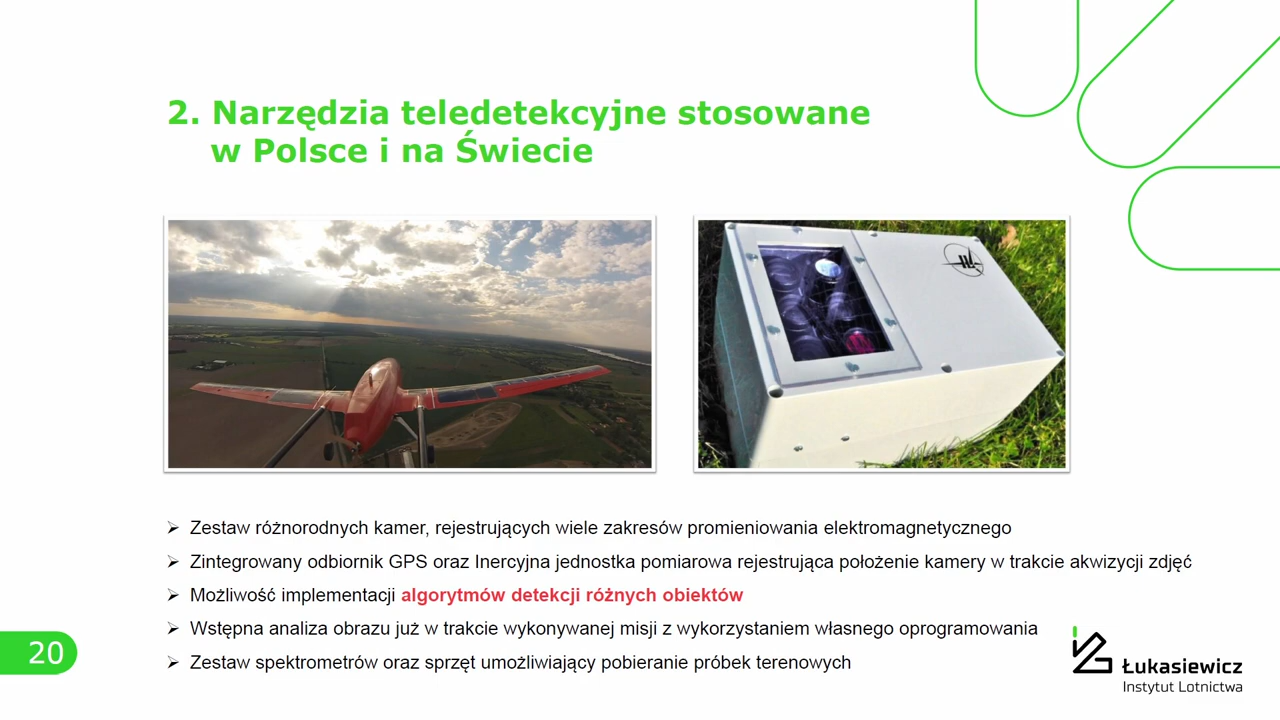 2. Narzędzia teledetekcyjne stosowane
w Polsce i na Świecie
➢ Zestaw różnorodnych kamer, rejestrujących wiele zakresów promieniowania elektromagnetycznego
➢ Zintegrowany odbiornik GPS oraz Inercyjna jednostka pomiarowa rejestrująca położenie kamery w trakcie akwizycji zdjęć
➢ Możliwość implementacji algorytmów detekcji różnych obiektów
➢ Wstępna analiza obrazu już w trakcie wykonywanej misji z wykorzystaniem własnego oprogramowania
➢ Zestaw spektrometrów oraz sprzęt umożliwiający pobieranie próbek terenowych
20
Łukasiewicz
Instytut Lotnictwa